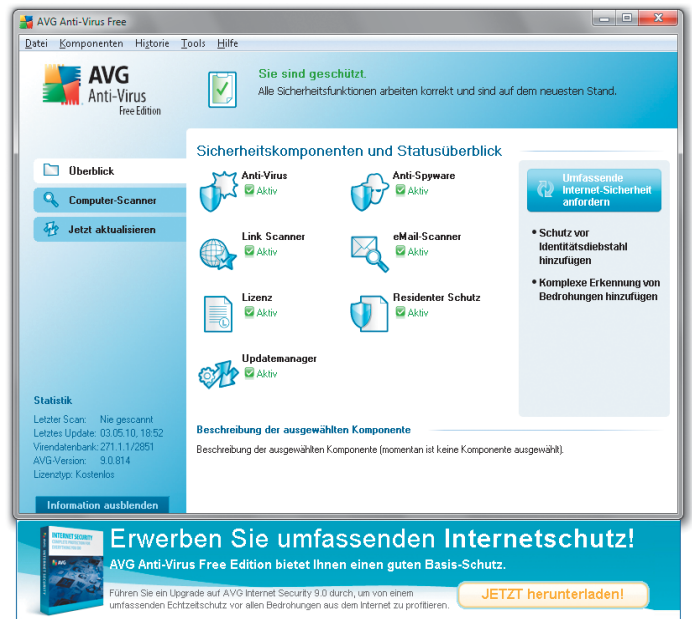 AVG Anti-Virus Free
Datei Komponenten Historie Tools Hilfe
AVG
Anti-Virus
Free Edition
Sie sind geschützt.
Alle Sicherheitsfunktionen arbeiten korrekt und sind auf dem neuesten Stand.
Überblick
Computer-Scanner
Jetzt aktualisieren
Statistik
Letzter Scan: Nie gescannt
Letztes Update: 03.05.10, 18:52
Virendatenbank: 271.1.1/2851
AVG-Version: 9.0.814
Lizenztyp: Kostenlos
Information ausblenden
Sicherheitskomponenten und Statusüberblick
Anti-Virus
Aktiv
Anti-Spyware
Aktiv
Link Scanner
Aktiv
eMail-Scanner
Aktiv
Lizenz
Aktiv
Residenter Schutz
Aktiv
Updatemanager
Aktiv
Umfassende
Internet-Sicherheit
anfordern
• Schutz vor
Identitätsdiebstahl
hinzufügen
• Komplexe Erkennung von
Bedrohungen hinzufügen
Beschreibung der ausgewählten Komponente
Beschreibung der ausgewählten Komponente (momentan ist keine Komponente ausgewählt).
INTERNET SECURITY
Erwerben Sie umfassenden Internetschutz!
AVG Anti-Virus Free Edition bietet Ihnen einen guten Basis-Schutz.
Führen Sie ein Upgrade auf AVG Internet Security 9.0 durch, um von einem
umfassenden Echtzeitschutz vor allen Bedrohungen aus dem Internet zu profitieren.
JETZT herunterladen!